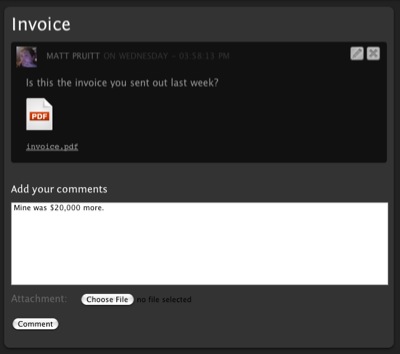 Invoice
MATT PRUITT ON WEDNESDAY - 03:58:13 PM
Is this the invoice you sent out last week?
PDF
invoice.pdf
Add your comments
Mine was $20,000 more.
Attachment: Choose File no file selected
Comment